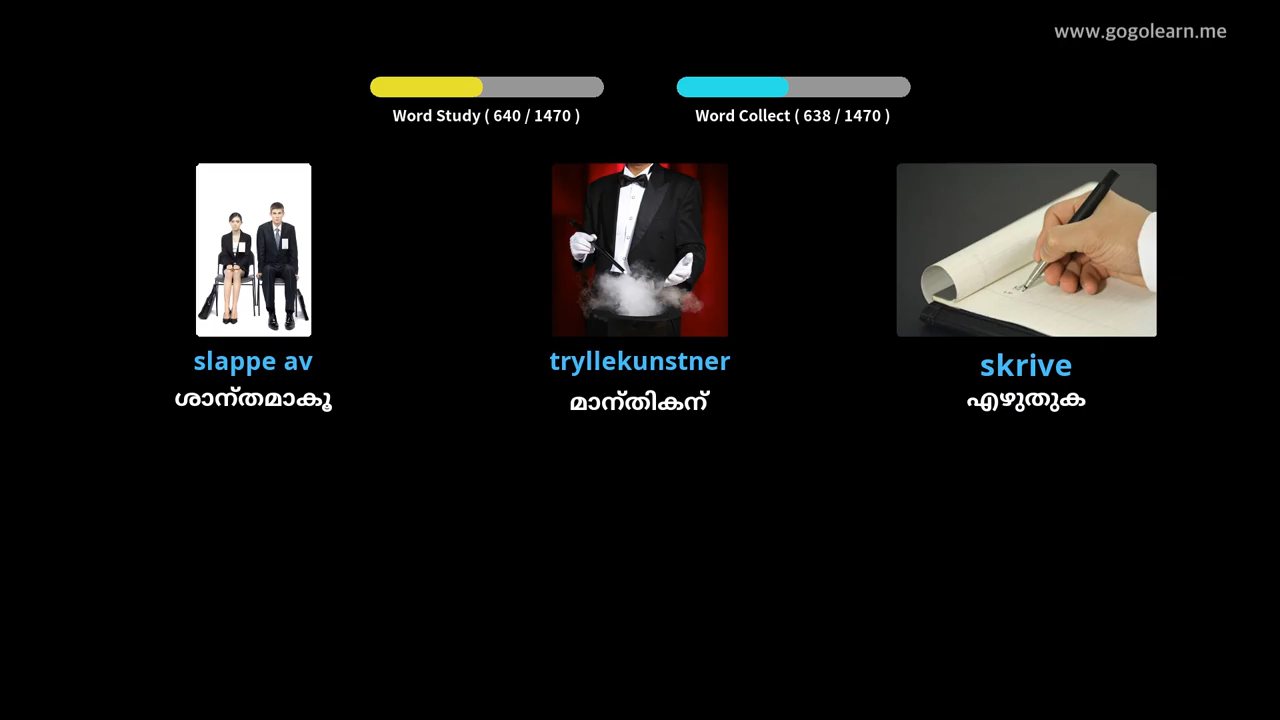 www.gogolearn.me
Word Study ( 640 / 1470 )
Word Collect ( 638 / 1470 )
slappe av
tryllekunstner
skrive
ശാന്തമാകൂ
മാന്തികന്
എഴുതുക